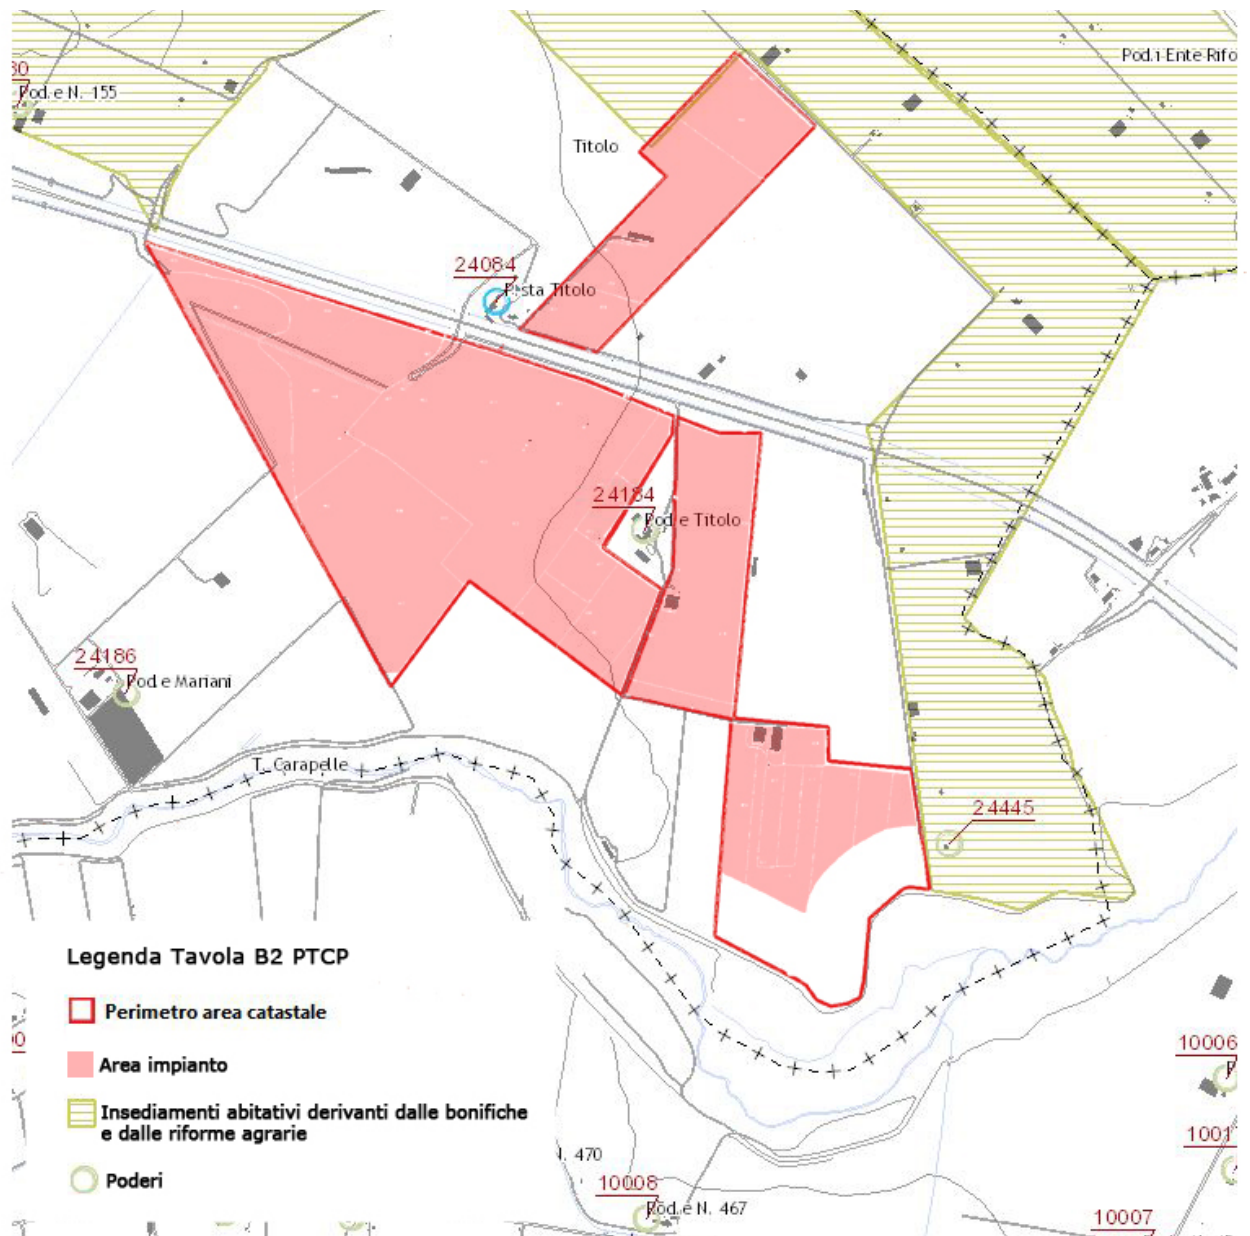 Pod.1 Ente Rifo
30
Pod.e N. 155
Titolo
24084
P.sta Titolo
24184
Pod.e Titolo
24186
Pod.e Mariani
T. Carapelle
24445
Legenda Tavola B2 PTCP
Perimetro area catastale
Area impianto
Insediamenti abitativi derivanti dalle bonifiche
e dalle riforme agrarie
Poderi
10006
1001
N. 470
10008
Pod.e N. 467
10007